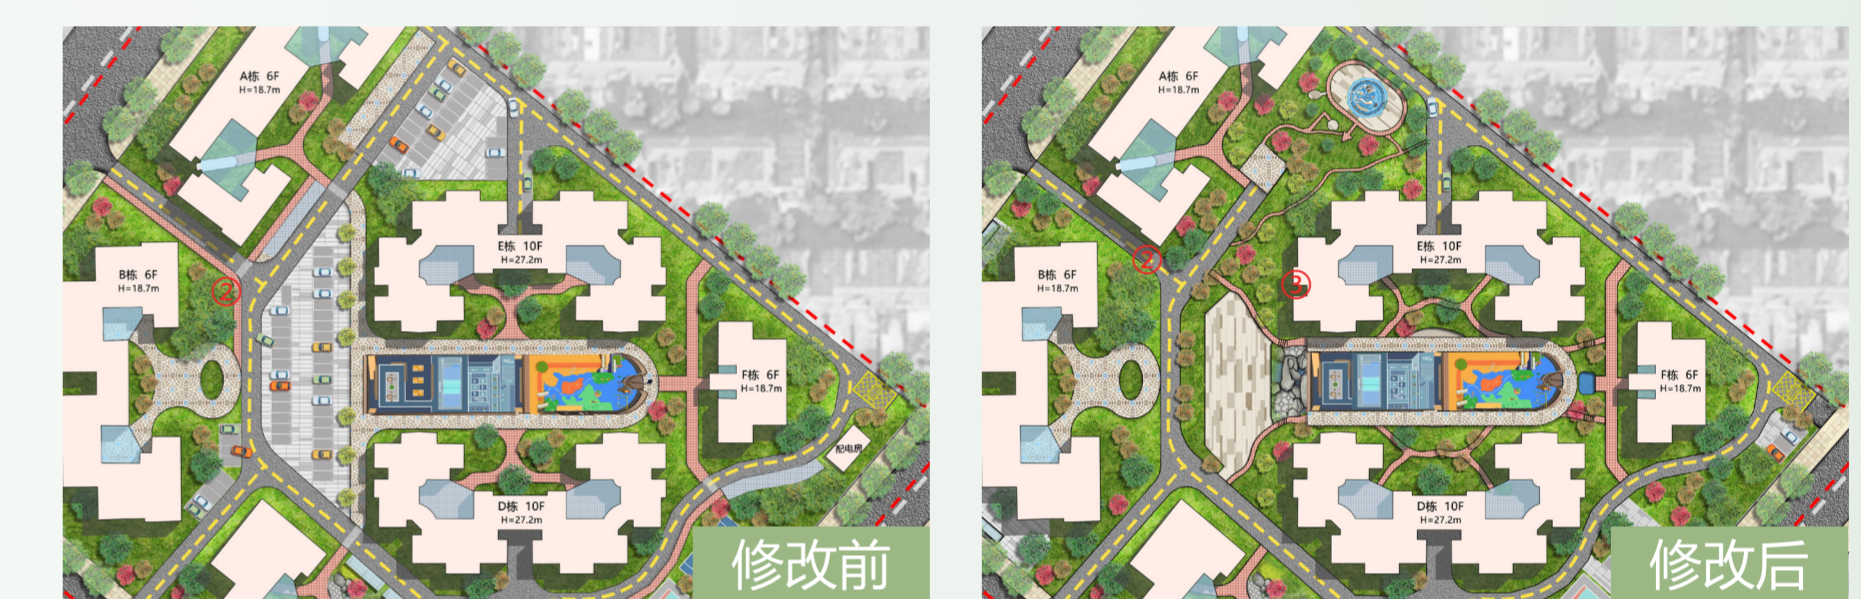 A栋 6F
H=18.7m
B栋 6F
H=18.7m
②
E栋 10F
H=27.2m
F栋 6F
H=18.7m
配电房
D栋 10F
H=27.2m
修改前
A栋 6F
H=18.7m
B栋 6F
H=18.7m
②
③
E栋 10F
H=27.2m
F栋 6F
H=18.7m
D栋 10F
H=27.2m
修改后